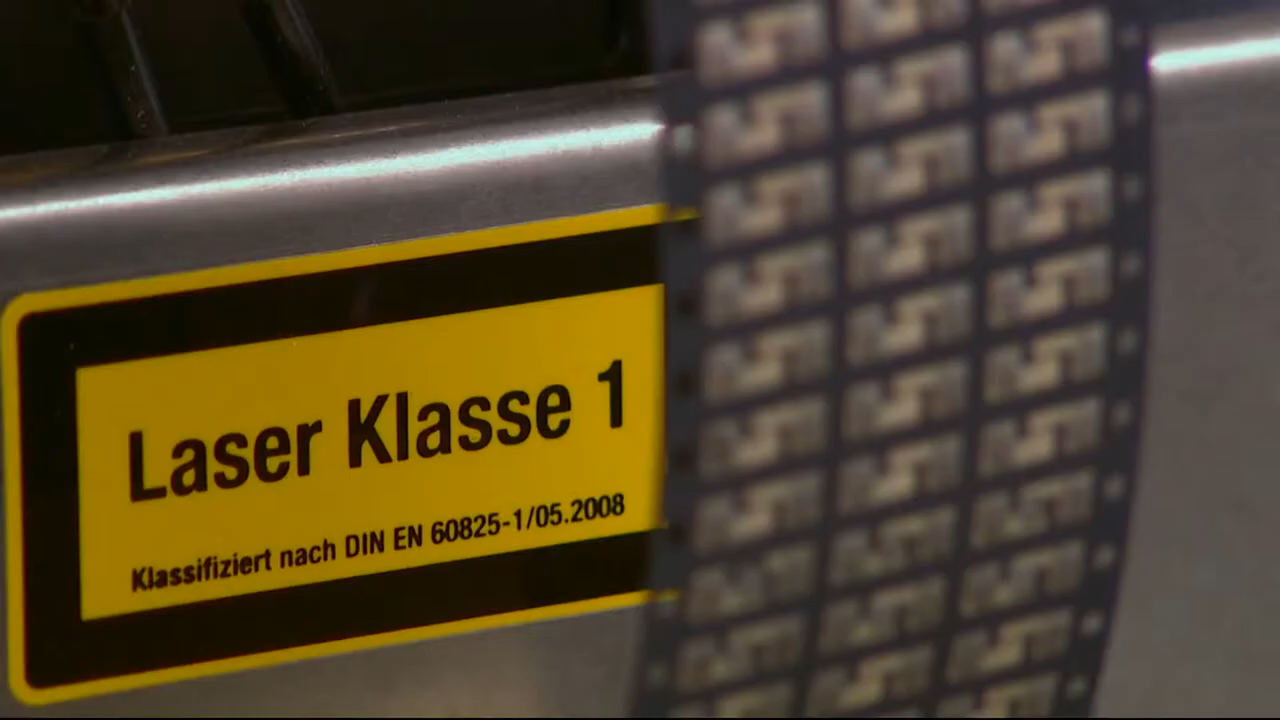 Laser Klasse 1
Klassifiziert nach DIN EN 60825-1/05.2008